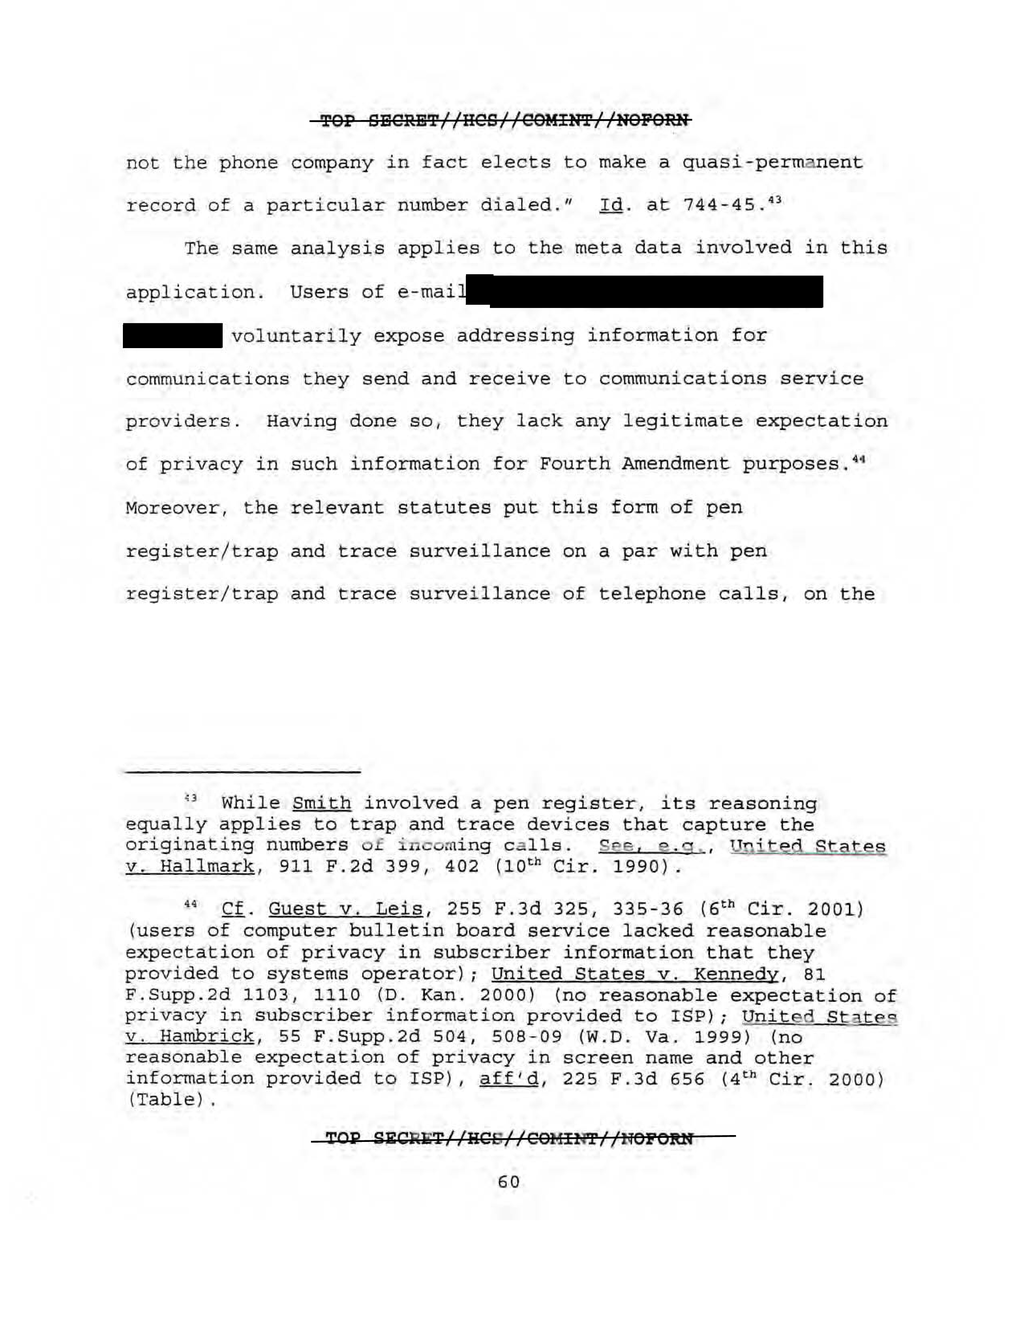 TOP SECRET//HCS//COMINT//NOFORN
not the phone company in fact elects to make a quasi-permanent
record of a particular number dialed." Id. at 744-45.43
The same analysis applies to the meta data involved in this
application. Users of e-mail
voluntarily expose addressing information for
communications they send and receive to communications service
providers. Having done so, they lack any legitimate expectation
of privacy in such information for Fourth Amendment purposes.44
Moreover, the relevant statutes put this form of pen
register/trap and trace surveillance on a par with pen
register/trap and trace surveillance of telephone calls, on the
43 While Smith involved a pen register, its reasoning
equally applies to trap and trace devices that capture the
originating numbers of incoming calls. See, e.g., United States
v. Hallmark, 911 F.2d 399, 402 (10th Cir. 1990).
44 Cf. Guest v. Leis, 255 F.3d 325, 335-36 (6th Cir. 2001)
(users of computer bulletin board service lacked reasonable
expectation of privacy in subscriber information that they
provided to systems operator); United States v. Kennedy, 81
F.Supp.2d 1103, 1110 (D. Kan. 2000) (no reasonable expectation of
privacy in subscriber information provided to ISP); United States
v. Hambrick, 55 F.Supp.2d 504, 508-09 (W.D. Va. 1999) (no
reasonable expectation of privacy in screen name and other
information provided to ISP), aff'd, 225 F.3d 656 (4th Cir. 2000)
(Table).
TOP SECRET//HCS//COMINT//NOFORN
60